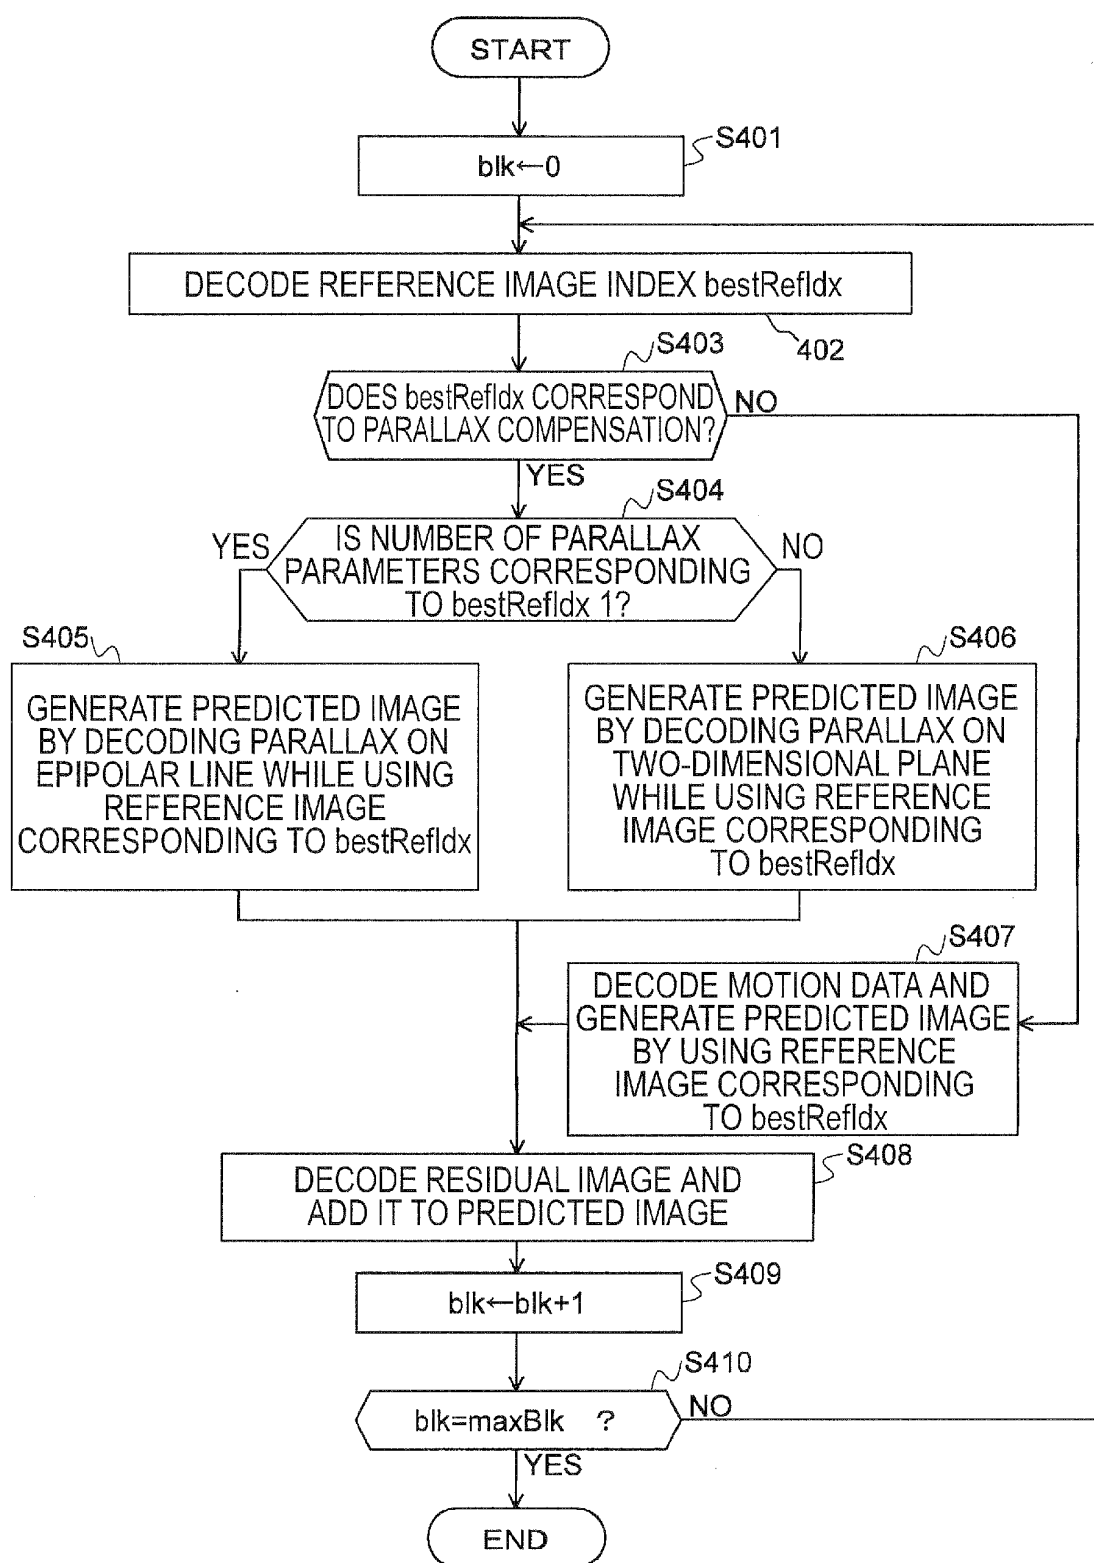 START
S401
blk←0
DECODE REFERENCE IMAGE INDEX bestRefIdx
402
S403
DOES bestRefIdx CORRESPOND
TO PARALLAX COMPENSATION?
NO
YES
S404
YES
IS NUMBER OF PARALLAX
PARAMETERS CORRESPONDING
TO bestRefIdx 1?
NO
S405
GENERATE PREDICTED IMAGE
BY DECODING PARALLAX ON
EPIPOLAR LINE WHILE USING
REFERENCE IMAGE
CORRESPONDING TO bestRefIdx
S406
GENERATE PREDICTED IMAGE
BY DECODING PARALLAX ON
TWO-DIMENSIONAL PLANE
WHILE USING REFERENCE
IMAGE CORRESPONDING
TO bestRefIdx
S407
DECODE MOTION DATA AND
GENERATE PREDICTED IMAGE
BY USING REFERENCE
IMAGE CORRESPONDING
TO bestRefIdx
S408
DECODE RESIDUAL IMAGE AND
ADD IT TO PREDICTED IMAGE
S409
blk←blk+1
S410
blk=maxBlk ?
NO
YES
END